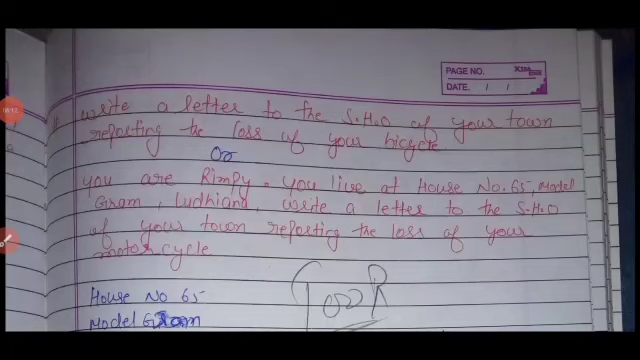 PAGE NO.
DATE / /
write a letter to the S.H.O of your town
reporting the loss of your bicycle
Or
you are Rimpy. you live at House No. 65, Model
Gram, Ludhiana, write a letter to the S.H.O
of your town reporting the loss of your
motorcycle
House No 65
Model Gram